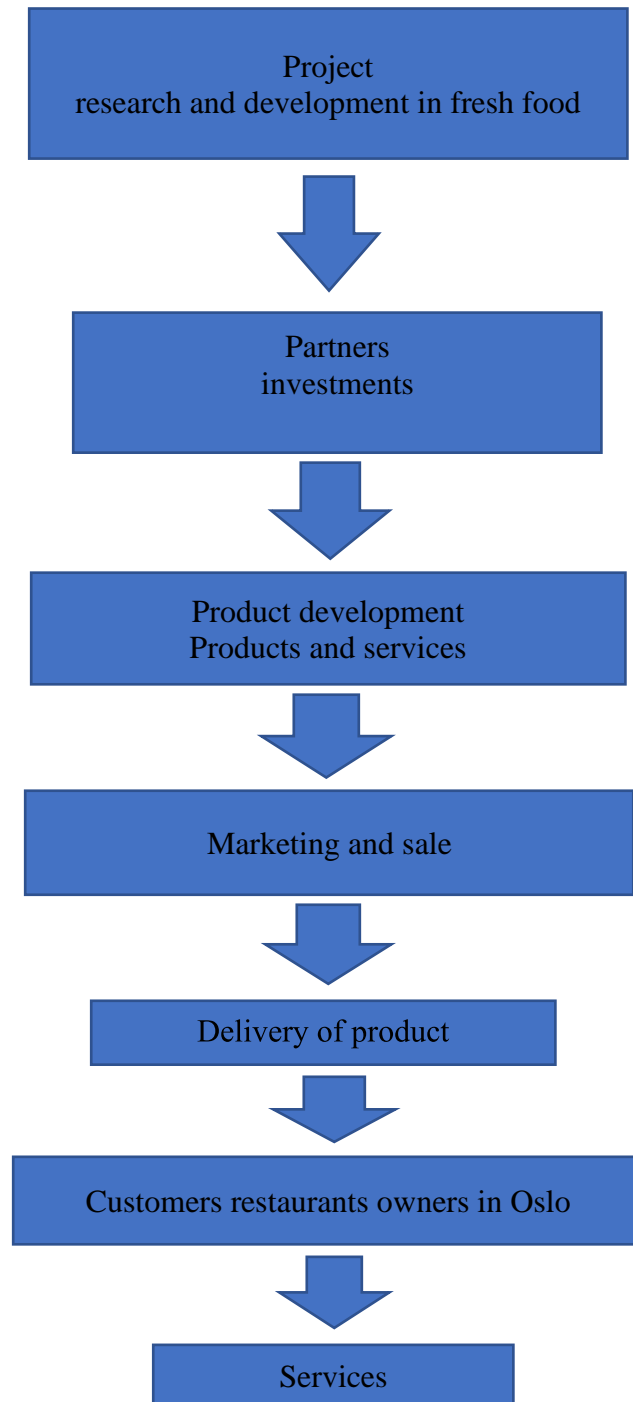 Project
research and development in fresh food
Partners
investments
Product development
Products and services
Marketing and sale
Delivery of product
Customers restaurants owners in Oslo
Services